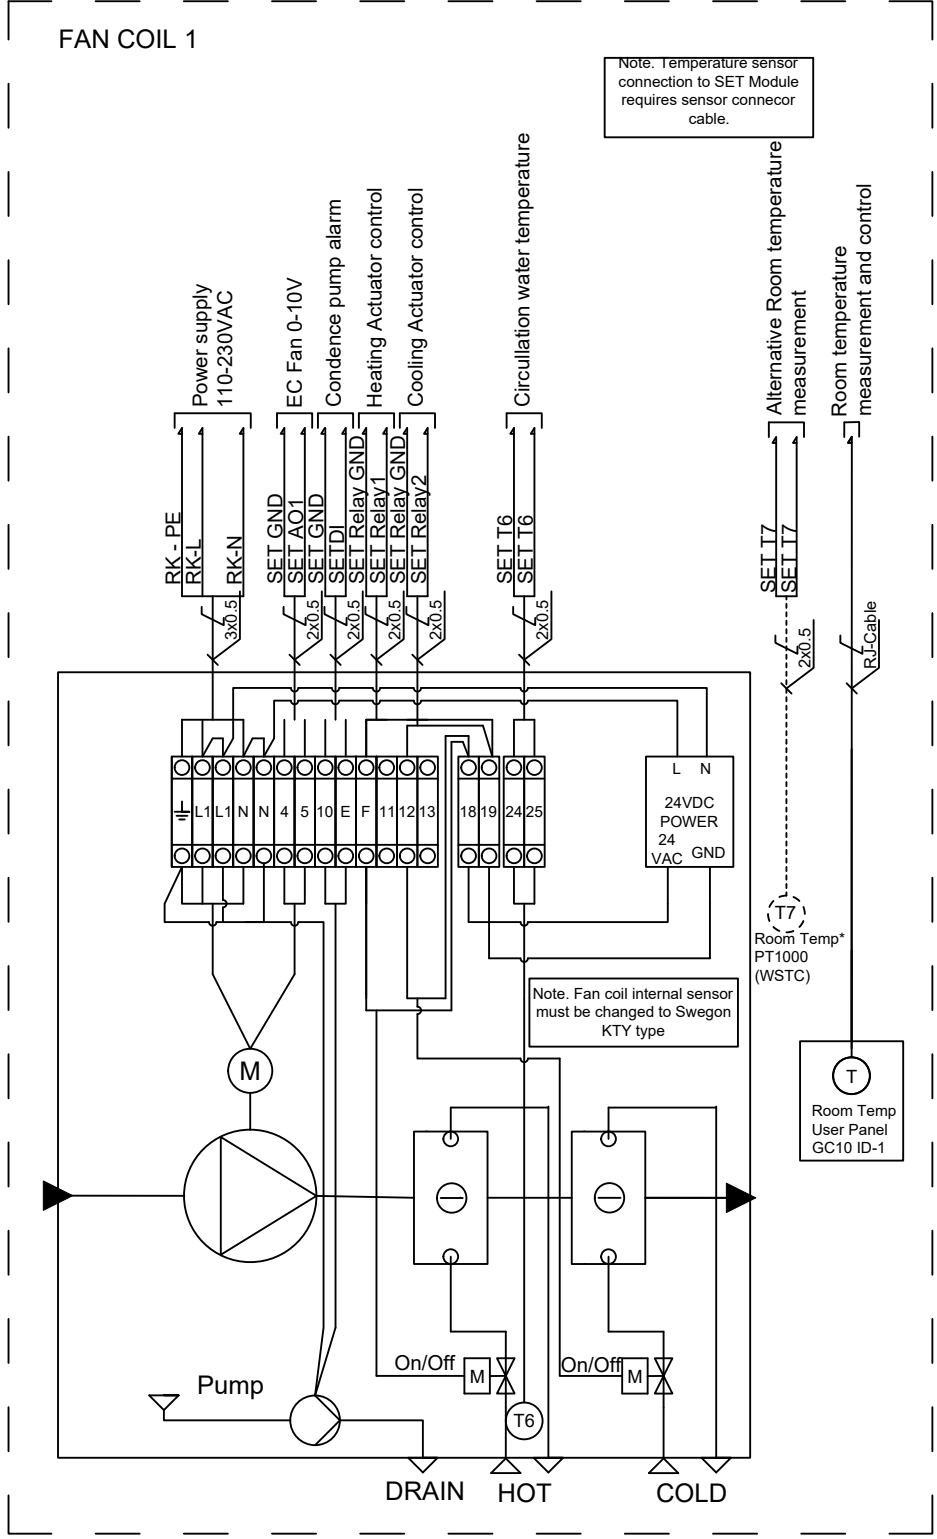 FAN COIL 1
Note. Temperature sensor
connection to SET Module
requires sensor connecor
cable.
Power supply
110-230VAC
EC Fan 0-10V
Condence pump alarm
Heating Actuator control
Cooling Actuator control
Circullation water temperature
Alternative Room temperature
measurement
Room temperature
measurement and control
RK - PE
RK-L
RK-N
SET GND
SET AO1
SET GND
SETDI
SET Relay GND
SET Relay1
SET Relay GND
SET Relay2
SET T6
SET T6
SET T7
SET T7
3x0.5
2x0.5
2x0.5
2x0.5
2x0.5
2x0.5
2x0.5
RJ-Cable
L1 L1 N N 4 5 10 E F 11 12 13 18 19 24 25
L N
24VDC
POWER
24
VAC GND
T7
Room Temp*
PT1000
(WSTC)
Note. Fan coil internal sensor
must be changed to Swegon
KTY type
M
T
Room Temp
User Panel
GC10 ID-1
On/Off
M
On/Off
M
Pump
T6
DRAIN
HOT
COLD